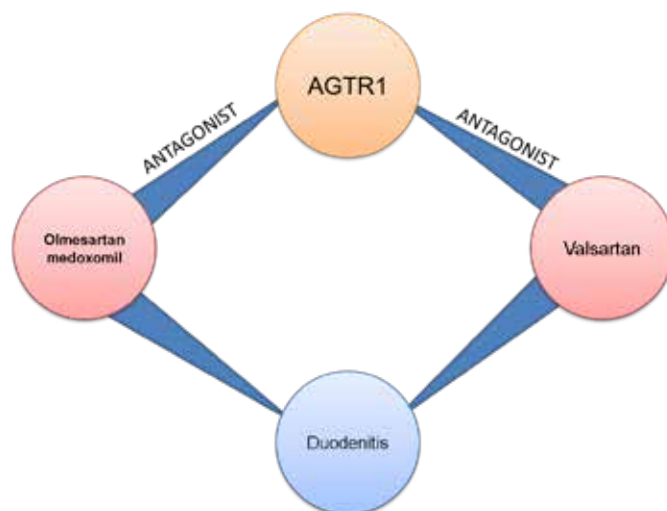 AGTR1
ANTAGONIST
ANTAGONIST
Olmesartan
medoxomil
Valsartan
Duodenitis